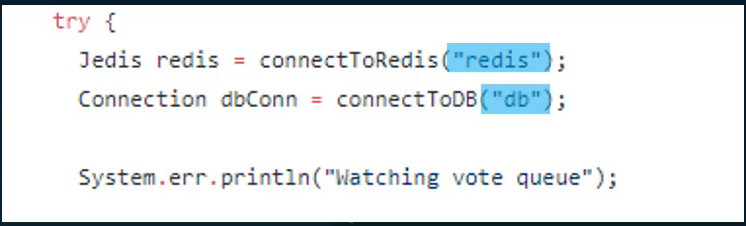 try {
Jedis redis = connectToRedis("redis");
Connection dbConn = connectToDB("db");
System.err.println("Watching vote queue");